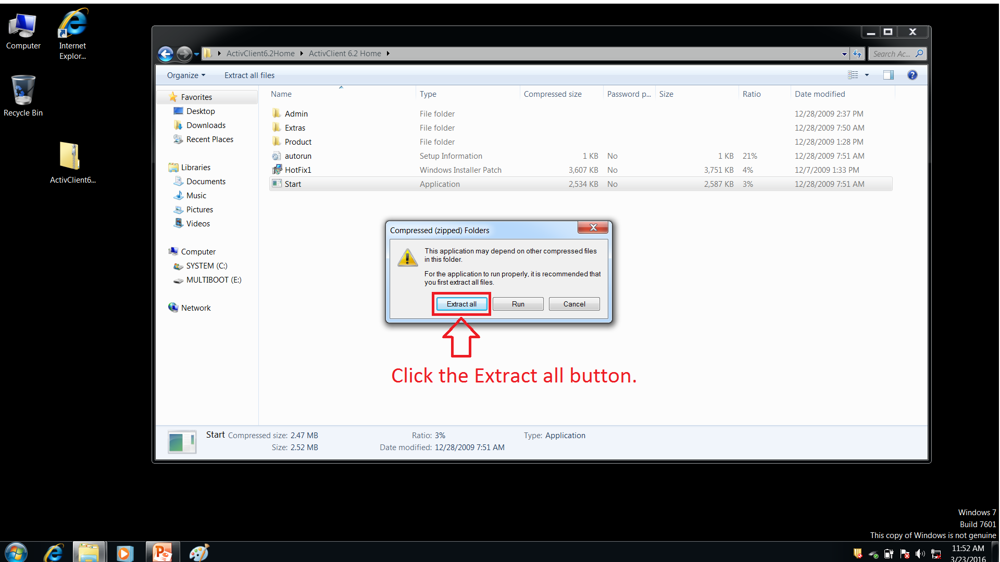 Computer
Internet
Explor...
Recycle Bin
ActivClient6...
ActivClient6.2Home
ActivClient 6.2 Home
Search Ac...
Organize
Extract all files
Favorites
Desktop
Downloads
Recent Places
Libraries
Documents
Music
Pictures
Videos
Computer
SYSTEM (C:)
MULTIBOOT (E:)
Network
Name Type Compressed size Password p... Size Ratio Date modified
Admin File folder 12/28/2009 2:37 PM
Extras File folder 12/28/2009 7:50 AM
Product File folder 12/28/2009 1:28 PM
autorun Setup Information 1 KB No 1 KB 21% 12/28/2009 7:51 AM
HotFix1 Windows Installer Patch 3,607 KB No 3,751 KB 4% 12/7/2009 1:33 PM
Start Application 2,534 KB No 2,587 KB 3% 12/28/2009 7:51 AM
Compressed (zipped) Folders
This application may depend on other compressed files
in this folder.
For the application to run properly, it is recommended that
you first extract all files.
Extract all Run Cancel
Click the Extract all button.
Start Compressed size: 2.47 MB Ratio: 3% Type: Application
Size: 2.52 MB Date modified: 12/28/2009 7:51 AM
Windows 7
Build 7601
This copy of Windows is not genuine
11:52 AM
3/23/2016